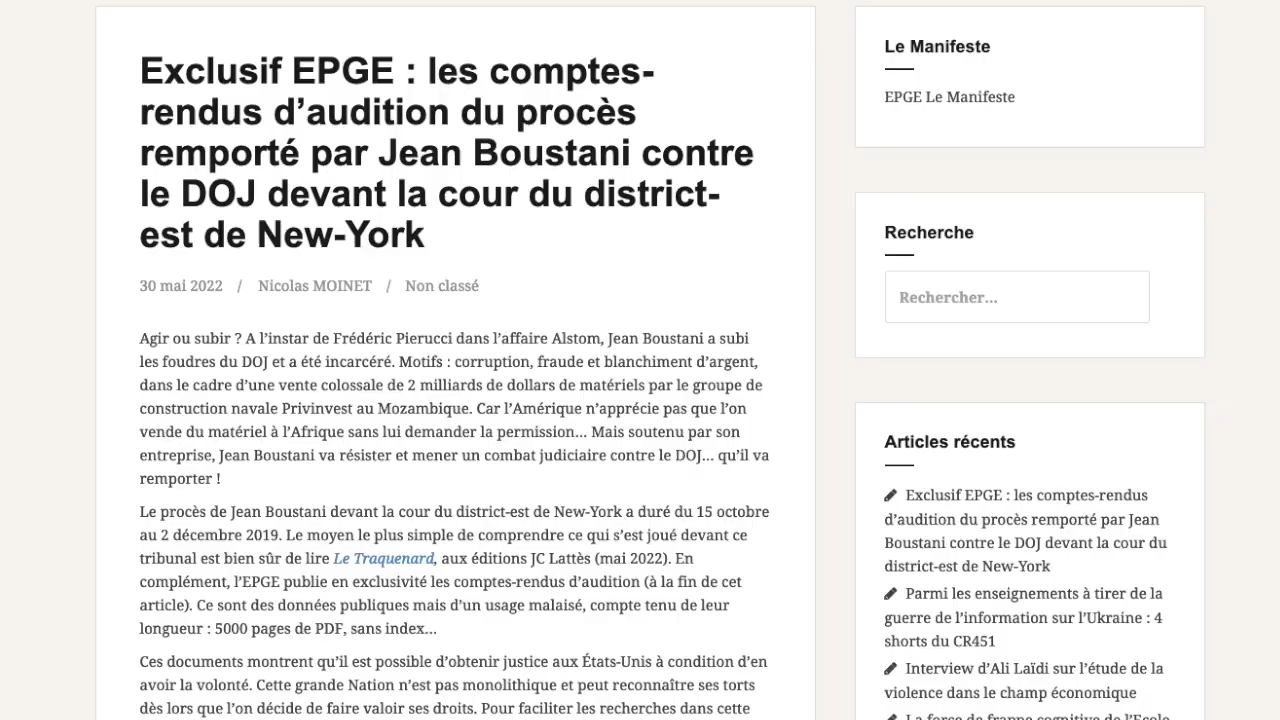 Exclusif EPGE : les comptes-
rendus d’audition du procès
remporté par Jean Boustani contre
le DOJ devant la cour du district-
est de New-York
30 mai 2022 / Nicolas MOINET / Non classé
Agir ou subir ? A l’instar de Frédéric Pierucci dans l’affaire Alstom, Jean Boustani a subi
les foudres du DOJ et a été incarcéré. Motifs : corruption, fraude et blanchiment d’argent,
dans le cadre d’une vente colossale de 2 milliards de dollars de matériels par le groupe de
construction navale Privinvest au Mozambique. Car l’Amérique n’apprécie pas que l’on
vende du matériel à l’Afrique sans lui demander la permission… Mais soutenu par son
entreprise, Jean Boustani va résister et mener un combat judiciaire contre le DOJ… qu’il va
remporter !
Le procès de Jean Boustani devant la cour du district-est de New-York a duré du 15 octobre
au 2 décembre 2019. Le moyen le plus simple de comprendre ce qui s’est joué devant ce
tribunal est bien sûr de lire Le Traquenard, aux éditions JC Lattès (mai 2022). En
complément, l’EPGE publie en exclusivité les comptes-rendus d’audition (à la fin de cet
article). Ce sont des données publiques mais d’un usage malaisé, compte tenu de leur
longueur : 5000 pages de PDF, sans index…
Ces documents montrent qu’il est possible d’obtenir justice aux États-Unis à condition d’en
avoir la volonté. Cette grande Nation n’est pas monolithique et peut reconnaître ses torts
dès lors que l’on décide de faire valoir ses droits. Pour faciliter les recherches dans cette
Le Manifeste
EPGE Le Manifeste
Recherche
Rechercher…
Articles récents
Exclusif EPGE : les comptes-rendus
d’audition du procès remporté par Jean
Boustani contre le DOJ devant la cour du
district-est de New-York
Parmi les enseignements à tirer de la
guerre de l’information sur l’Ukraine : 4
shorts du CR451
Interview d’Ali Laïdi sur l’étude de la
violence dans le champ économique
La force de frappe cognitive de l’Ecole